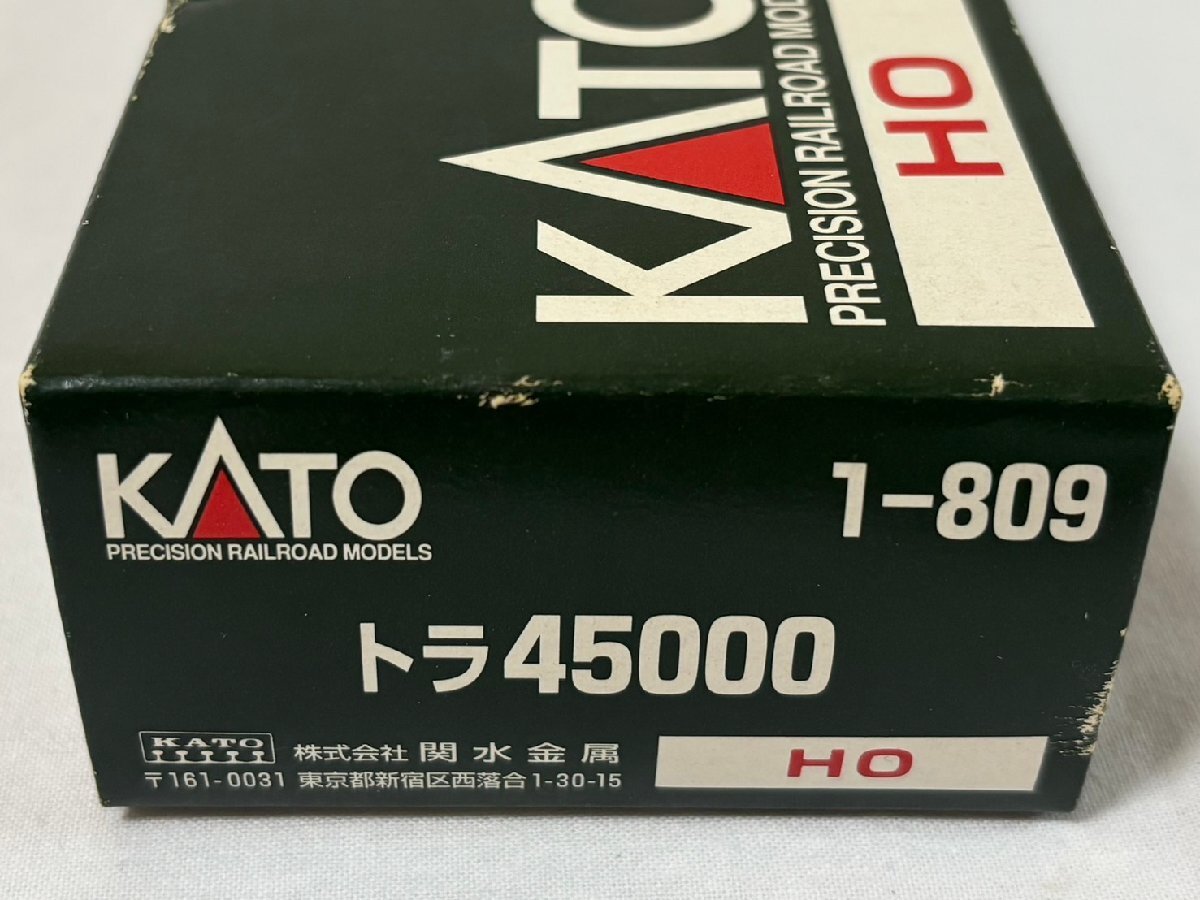 KATO
PRECISION RAILROAD
HO
KATO
PRECISION RAILROAD MODELS
1-809
トラ45000
KATO
株式会社 関水金属
〒161-0031 東京都新宿区西落合1-30-15
HO